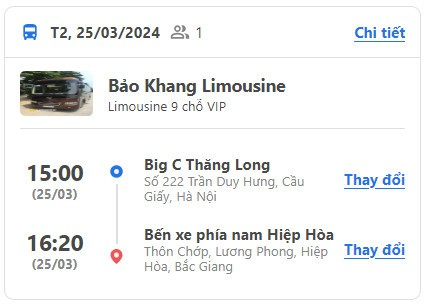 T2, 25/03/2024 1 Chi tiết
Bảo Khang Limousine
Limousine 9 chỗ VIP
15:00 Big C Thăng Long
(25/03) Số 222 Trần Duy Hưng, Cầu Thay đổi
Giấy, Hà Nội
16:20 Bến xe phía nam Hiệp Hòa
(25/03) Thôn Chớp, Lương Phong, Hiệp Thay đổi
Hòa, Bắc Giang